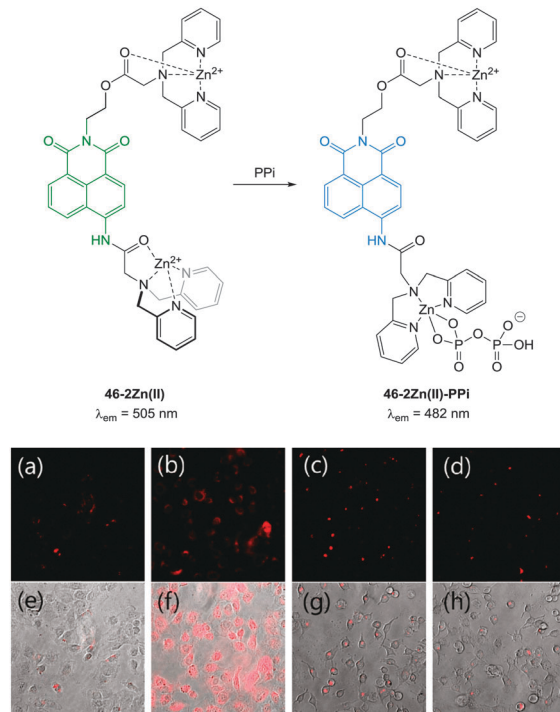 O
O
N
N
N
Zn2+
O
N
O
O
HN
O
Zn2+
N
N
N
46-2Zn(II)
λem = 505 nm
PPi
O
O
N
N
N
Zn2+
O
N
O
O
HN
O
N
N
N
Zn
O
O
P
O
O
P
O
O⊖
OH
46-2Zn(II)-PPi
λem = 482 nm
(a)
(b)
(c)
(d)
(e)
(f)
(g)
(h)